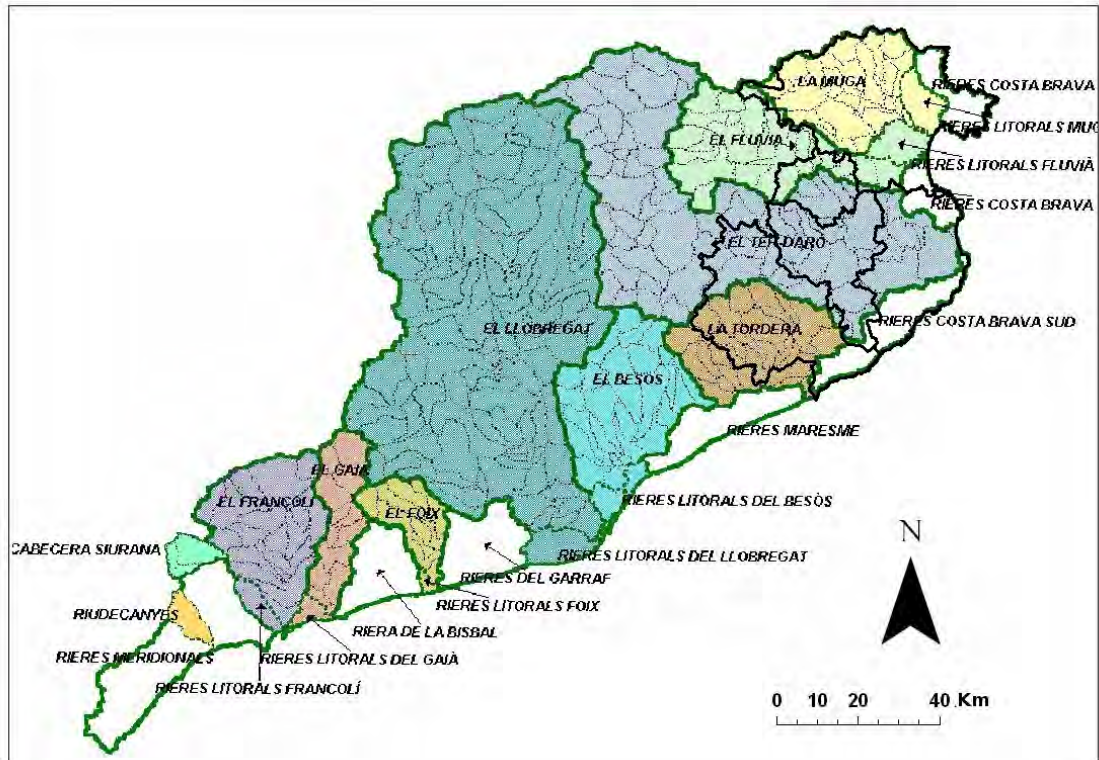 LA MUGA
RIERES COSTA BRAVA
RIERES LITORALS MUG
EL FLUVIÀ
RIERES LITORALS FLUVIÀ
RIERES COSTA BRAVA
EL TER-DARÓ
RIERES COSTA BRAVA SUD
EL LLOBREGAT
LA TORDERA
EL BESÒS
RIERES MARESME
EL GAIÀ
EL FRANCOLÍ
EL FOIX
RIERES LITORALS DEL BESÒS
CABECERA SIURANA
RIERES LITORALS DEL LLOBREGAT
RIERES DEL GARRAF
RIERES LITORALS FOIX
RIUDECANYES
RIERA DE LA BISBAL
RIERES MERIDIONALS
RIERES LITORALS DEL GAIÀ
RIERES LITORALS FRANCOLÍ
N
0 10 20 40 Km